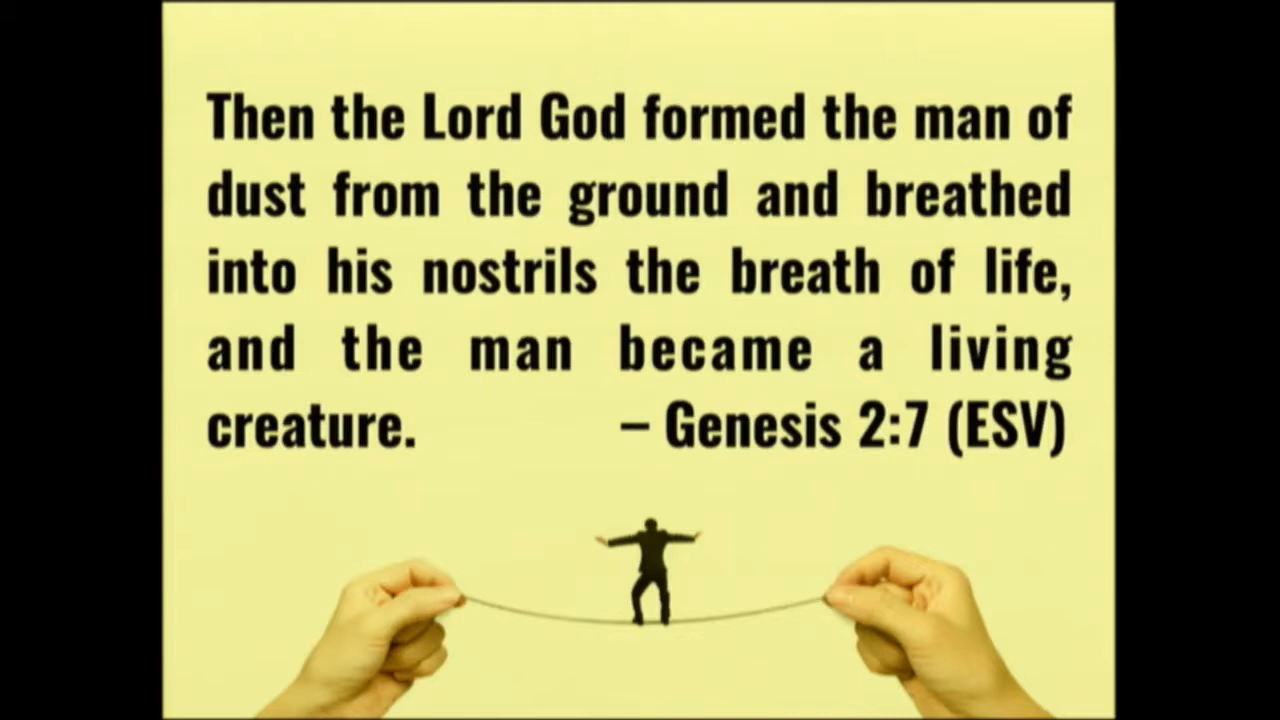 Then the Lord God formed the man of
dust from the ground and breathed
into his nostrils the breath of life,
and the man became a living
creature. – Genesis 2:7 (ESV)